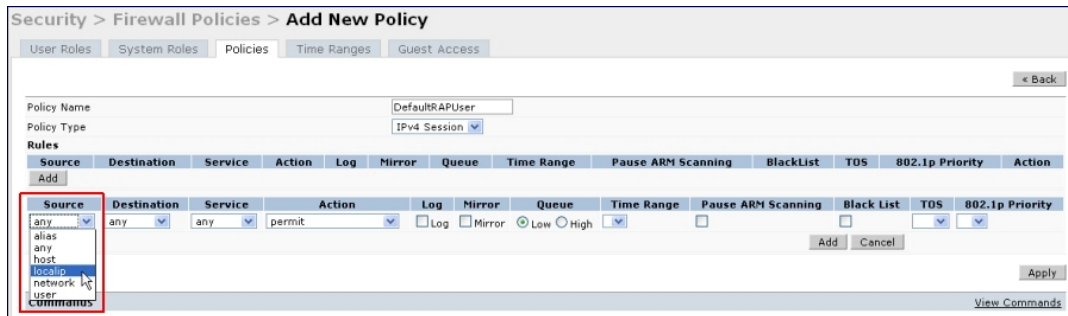 Security > Firewall Policies > Add New Policy
User Roles System Roles Policies Time Ranges Guest Access
« Back
Policy Name DefaultRAPUser
Policy Type IPv4 Session
Rules
Source Destination Service Action Log Mirror Queue Time Range Pause ARM Scanning BlackList TOS 802.1p Priority Action
Add
Source Destination Service Action Log Mirror Queue Time Range Pause ARM Scanning Black List TOS 802.1p Priority
any any any permit Log Mirror Low High
alias
any
host
localip
network
user
Add Cancel
Apply
Commands View Commands